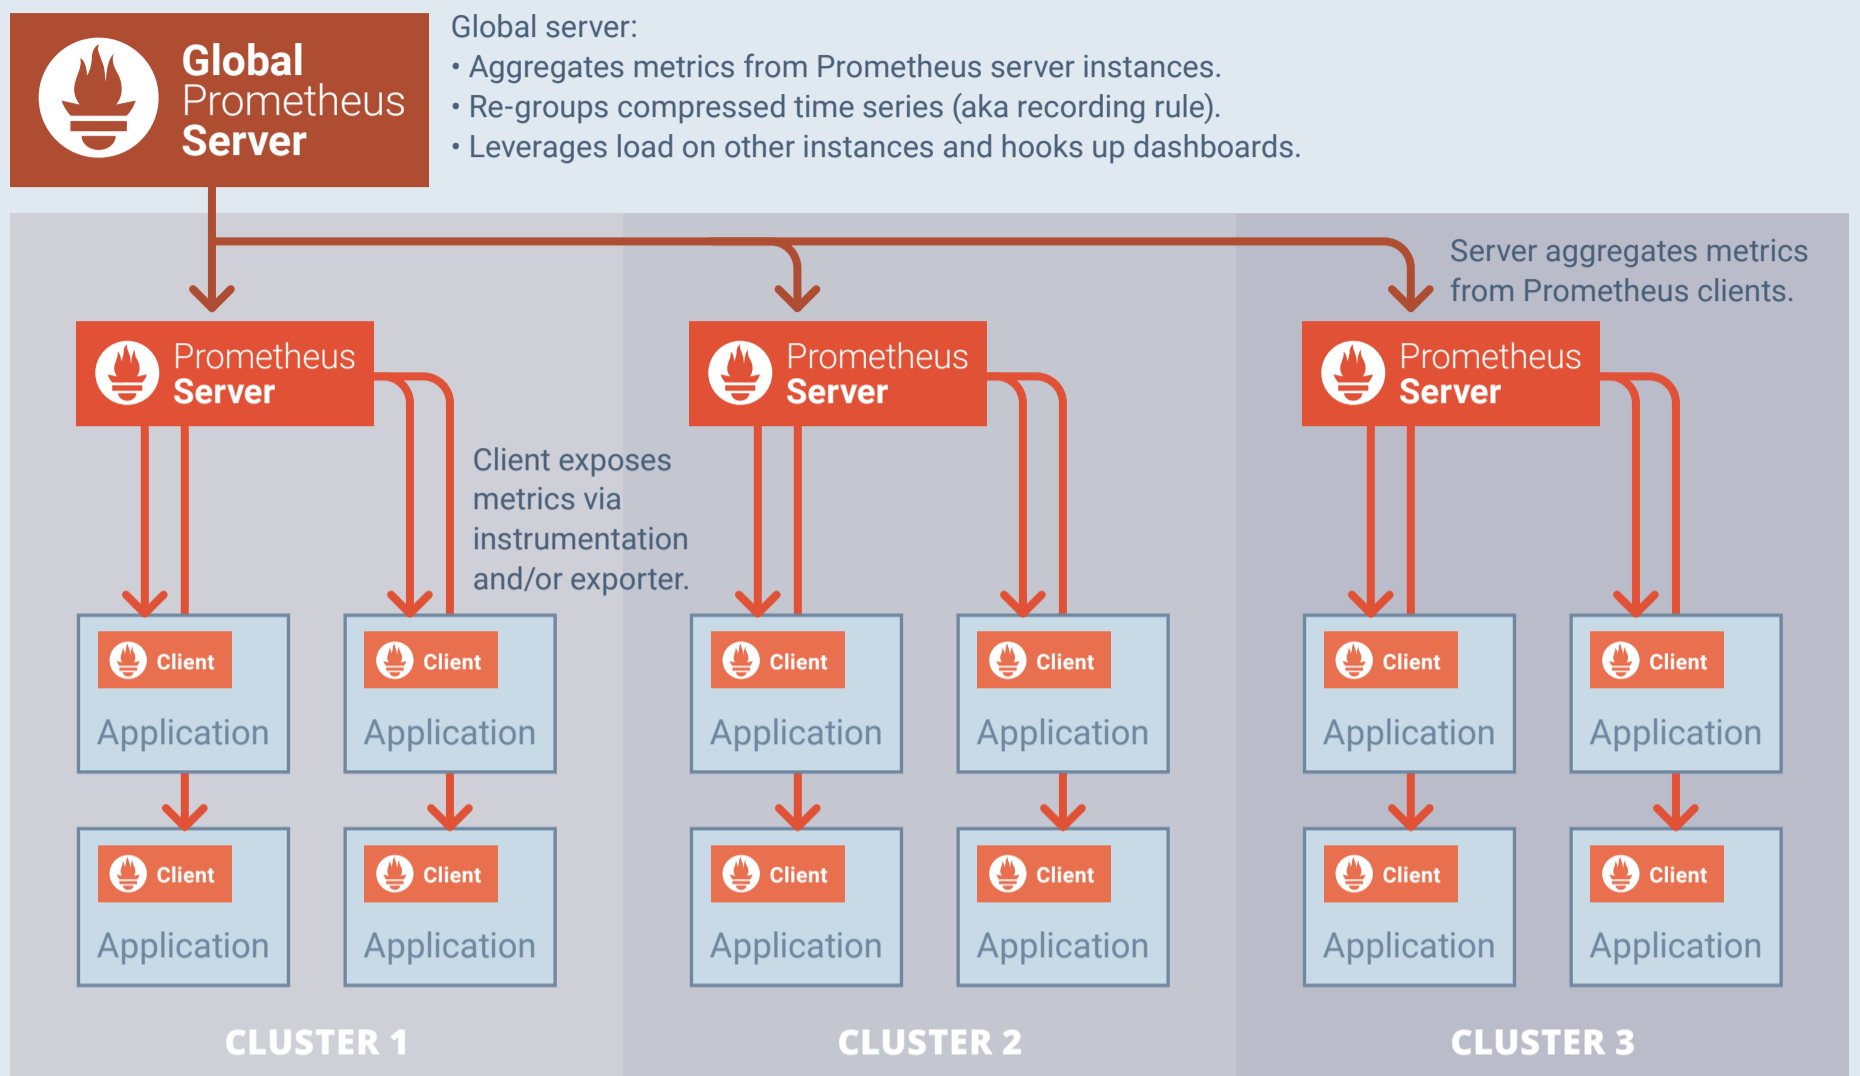 Global
Prometheus
Server
Global server:
• Aggregates metrics from Prometheus server instances.
• Re-groups compressed time series (aka recording rule).
• Leverages load on other instances and hooks up dashboards.
Server aggregates metrics
from Prometheus clients.
Prometheus
Server
Prometheus
Server
Prometheus
Server
Client exposes
metrics via
instrumentation
and/or exporter.
Client
Application
Client
Application
Client
Application
Client
Application
Client
Application
Client
Application
Client
Application
Client
Application
Client
Application
Client
Application
Client
Application
Client
Application
CLUSTER 1
CLUSTER 2
CLUSTER 3